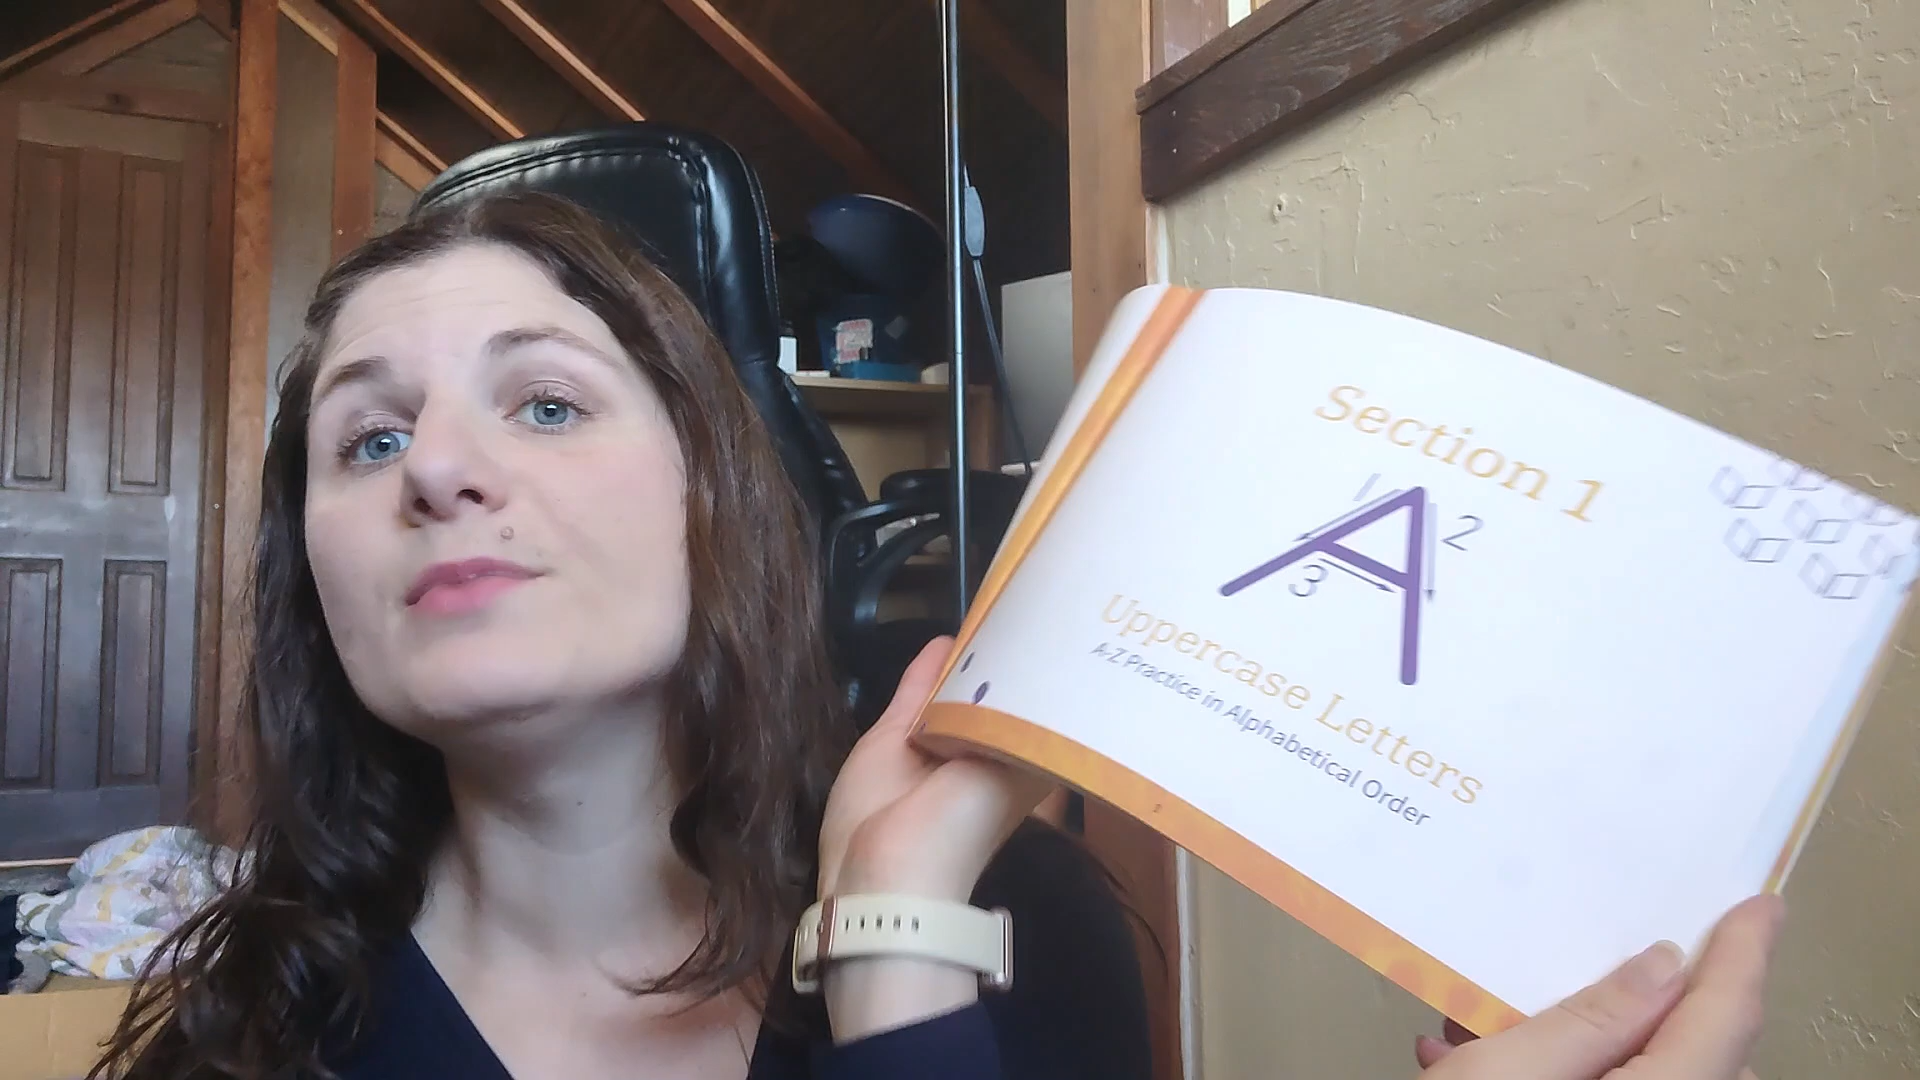 Section 1
1
2
A
3
Uppercase Letters
A-Z Practice in Alphabetical Order